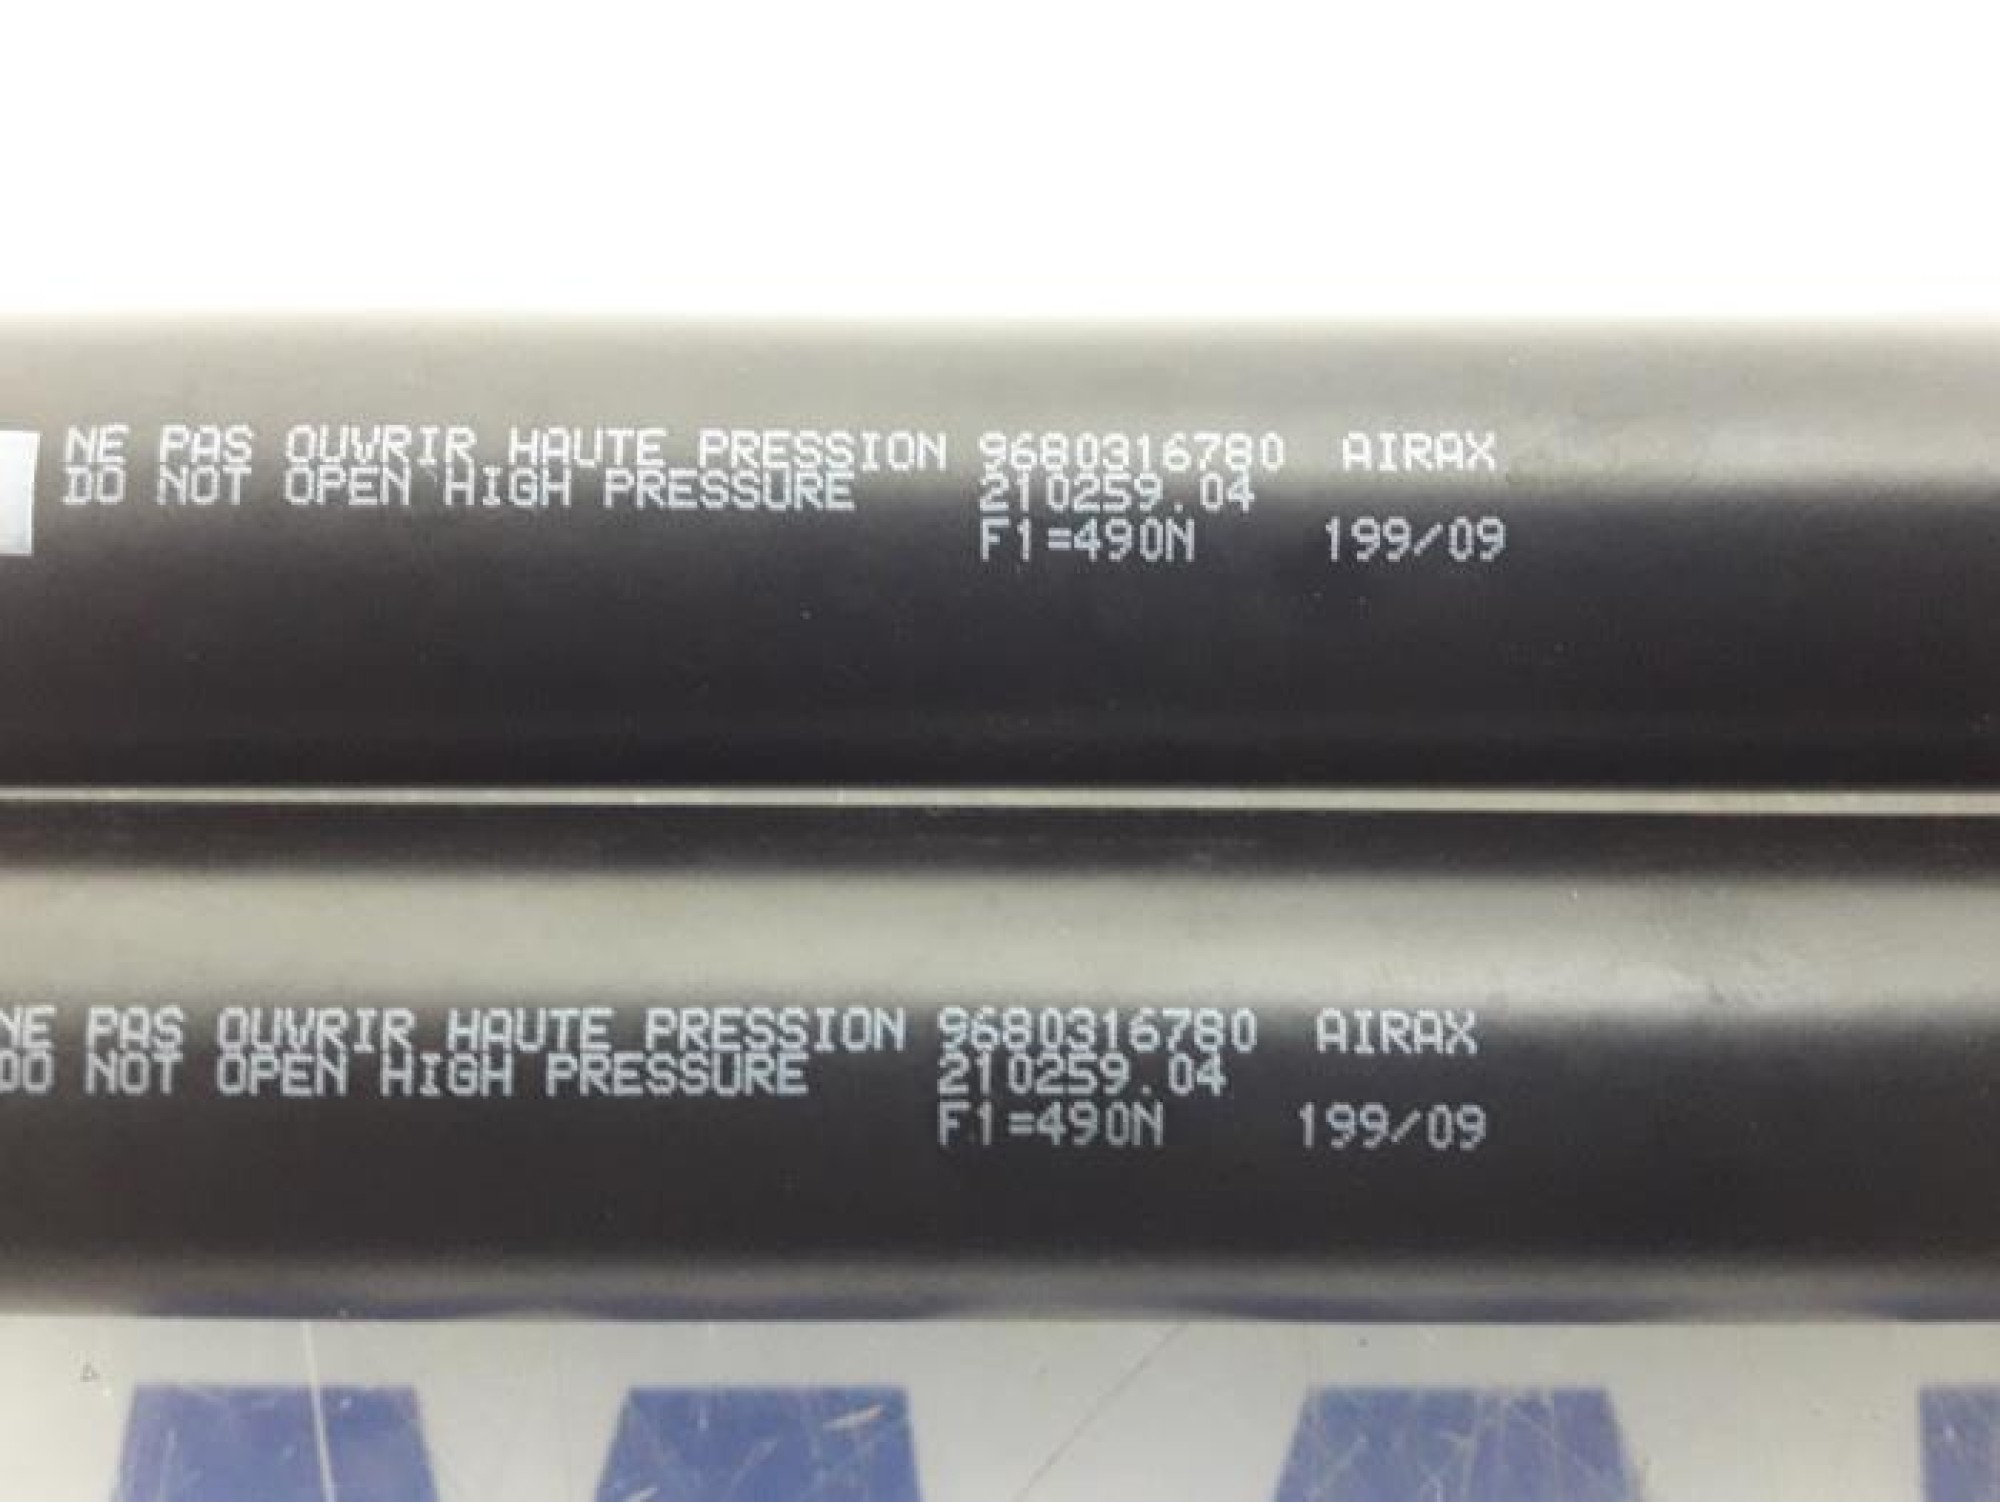 NE PAS OUVRIR HAUTE PRESSION 9680316780 AIRAX
DO NOT OPEN HIGH PRESSURE 210259.04
F1=490N 199/09
NE PAS OUVRIR HAUTE PRESSION 9680316780 AIRAX
DO NOT OPEN HIGH PRESSURE 210259.04
F1=490N 199/09